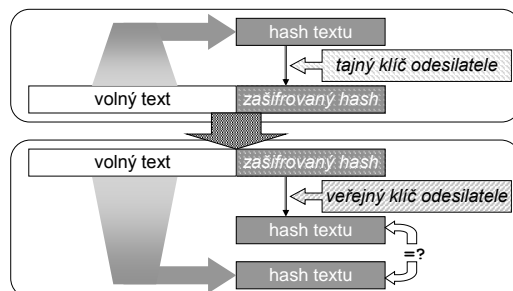 hash textu
tajný klíč odesilatele
volný text zašifrovaný hash
volný text zašifrovaný hash
veřejný klíč odesilatele
hash textu
=?
hash textu